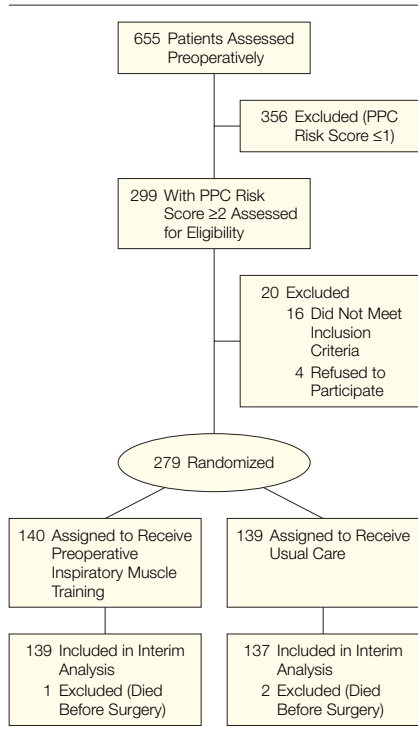 655 Patients Assessed
Preoperatively
356 Excluded (PPC
Risk Score ≤1)
299 With PPC Risk
Score ≥2 Assessed
for Eligibility
20 Excluded
16 Did Not Meet
Inclusion
Criteria
4 Refused to
Participate
279 Randomized
140 Assigned to Receive
Preoperative
Inspiratory Muscle
Training
139 Assigned to Receive
Usual Care
139 Included in Interim
Analysis
1 Excluded (Died
Before Surgery)
137 Included in Interim
Analysis
2 Excluded (Died
Before Surgery)